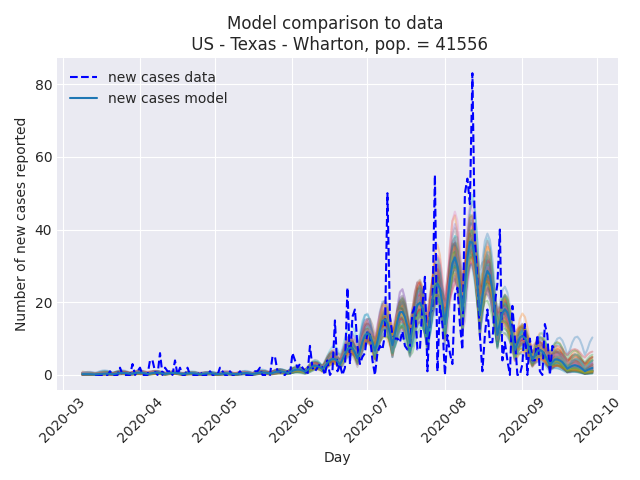 Model comparison to data
US - Texas - Wharton, pop. = 41556
new cases data
new cases model
Number of new cases reported
80
60
40
20
0
2020-03
2020-04
2020-05
2020-06
2020-07
2020-08
2020-09
2020-10
Day